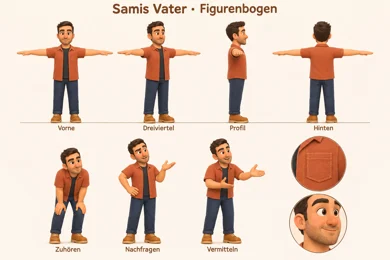 Samis Vater · Figurenbogen
Vorne
Dreiviertel
Profil
Hinten
Zuhören
Nachfragen
Vermitteln